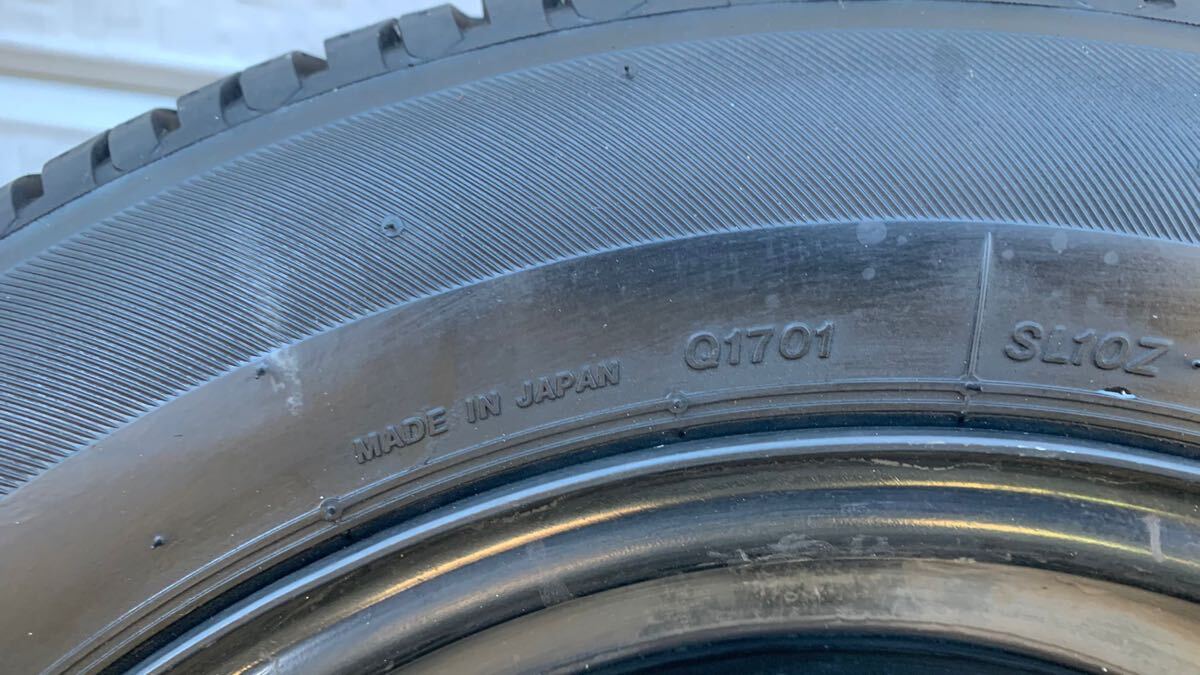 MADE IN JAPAN Q1701 SL10Z